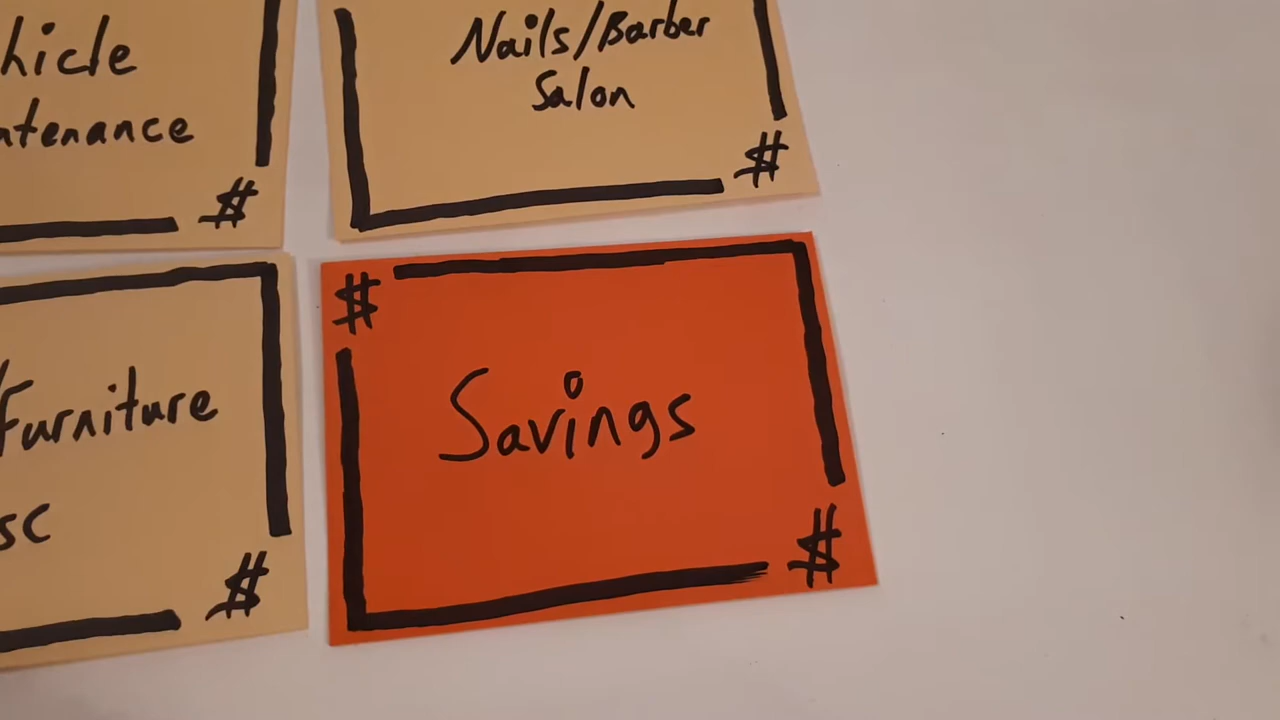 hicle
ntenance
$
Nails/Barber
Salon
$
/Furniture
sc
$
$
Savings
$